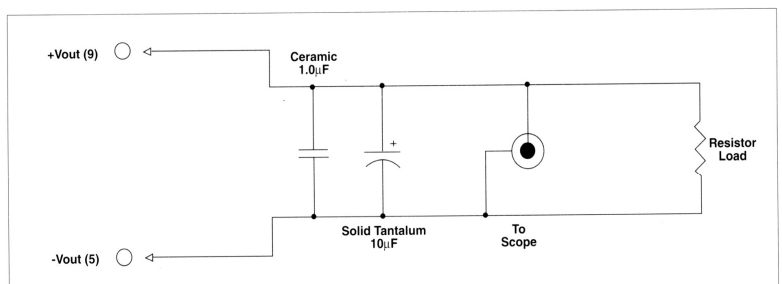 +Vout (9)
Ceramic
1.0µF
+
Resistor
Load
Solid Tantalum
10µF
To
Scope
-Vout (5)